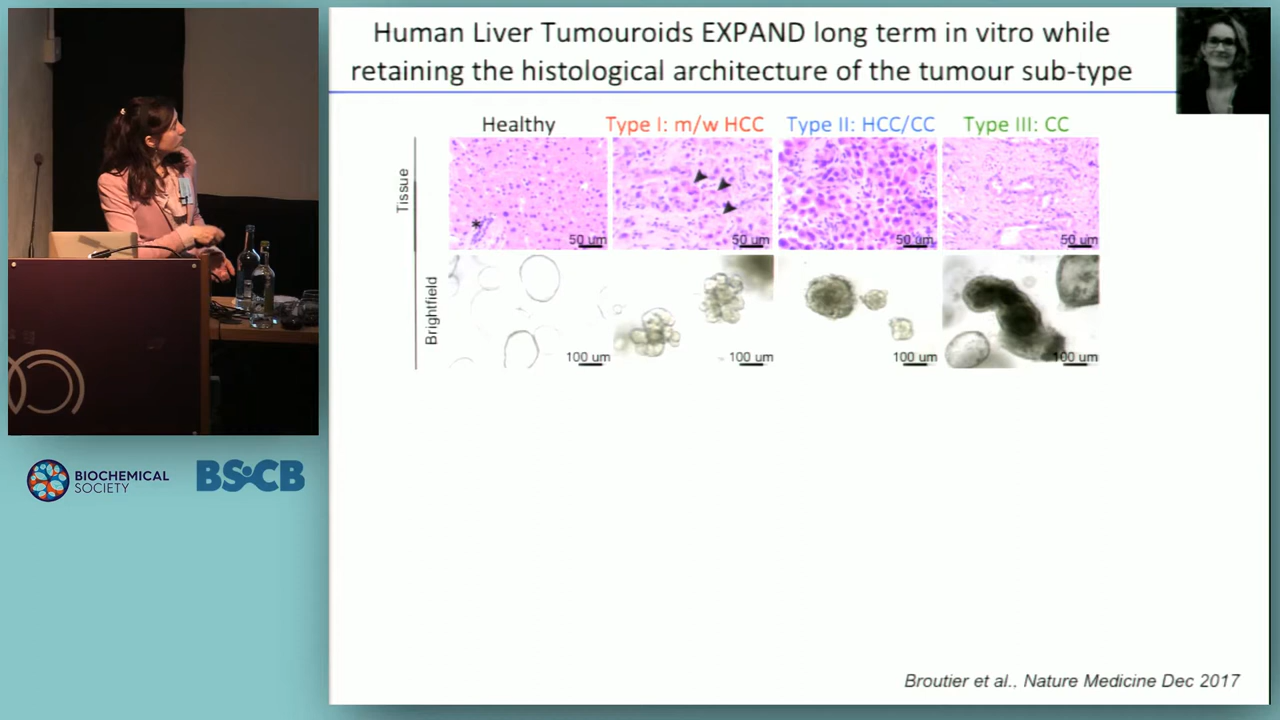 Human Liver Tumouroids EXPAND long term in vitro while
retaining the histological architecture of the tumour sub-type
Healthy
Type I: m/w HCC
Type II: HCC/CC
Type III: CC
Tissue
*
50 um
50 um
50 um
50 um
Brightfield
100 um
100 um
100 um
100 um
Broutier et al.. Nature Medicine Dec 2017
BIOCHEMICAL
SOCIETY
BSCB